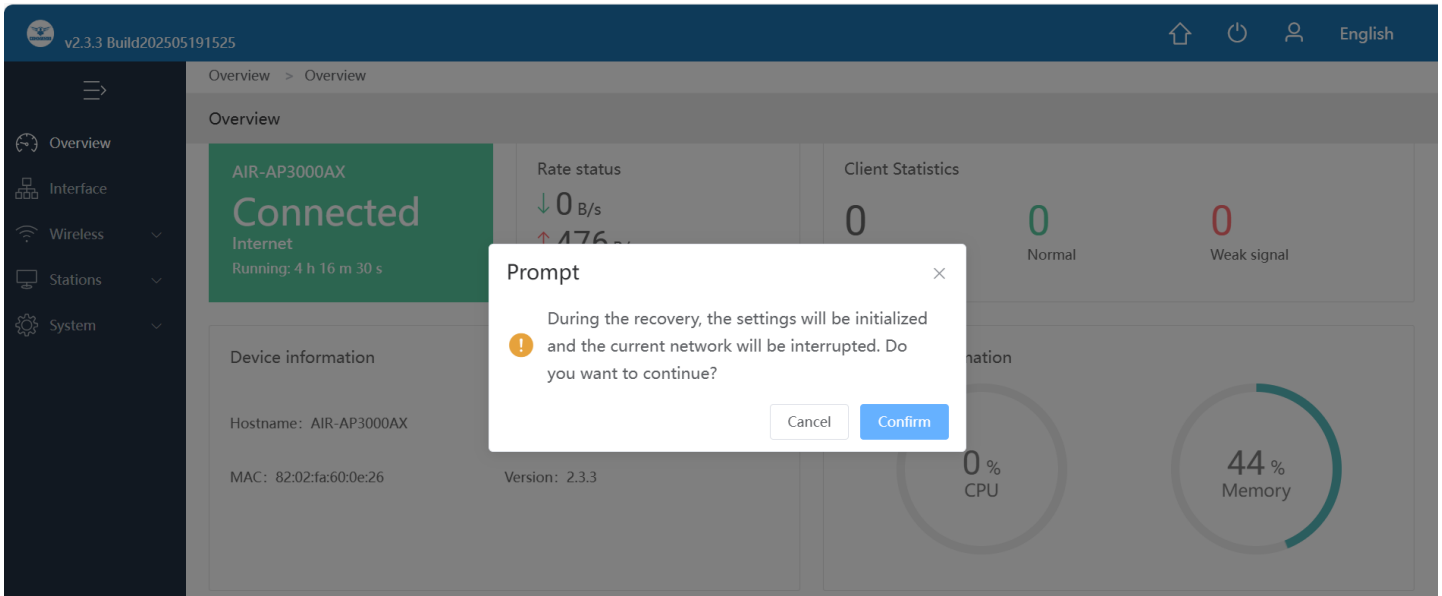 v2.3.3 Build202505191525
English
Overview > Overview
Overview
Overview
Interface
Wireless
Stations
System
AIR-AP3000AX
Connected
Internet
Running: 4 h 16 m 30 s
Rate status
↓ 0 B/s
↑ 476
Client Statistics
0
0
Normal
0
Weak signal
Prompt
During the recovery, the settings will be initialized
and the current network will be interrupted. Do
you want to continue?
Cancel
Confirm
Device information
Hostname: AIR-AP3000AX
MAC: 82:02:fa:60:0e:26
Version: 2.3.3
0 %
CPU
44 %
Memory